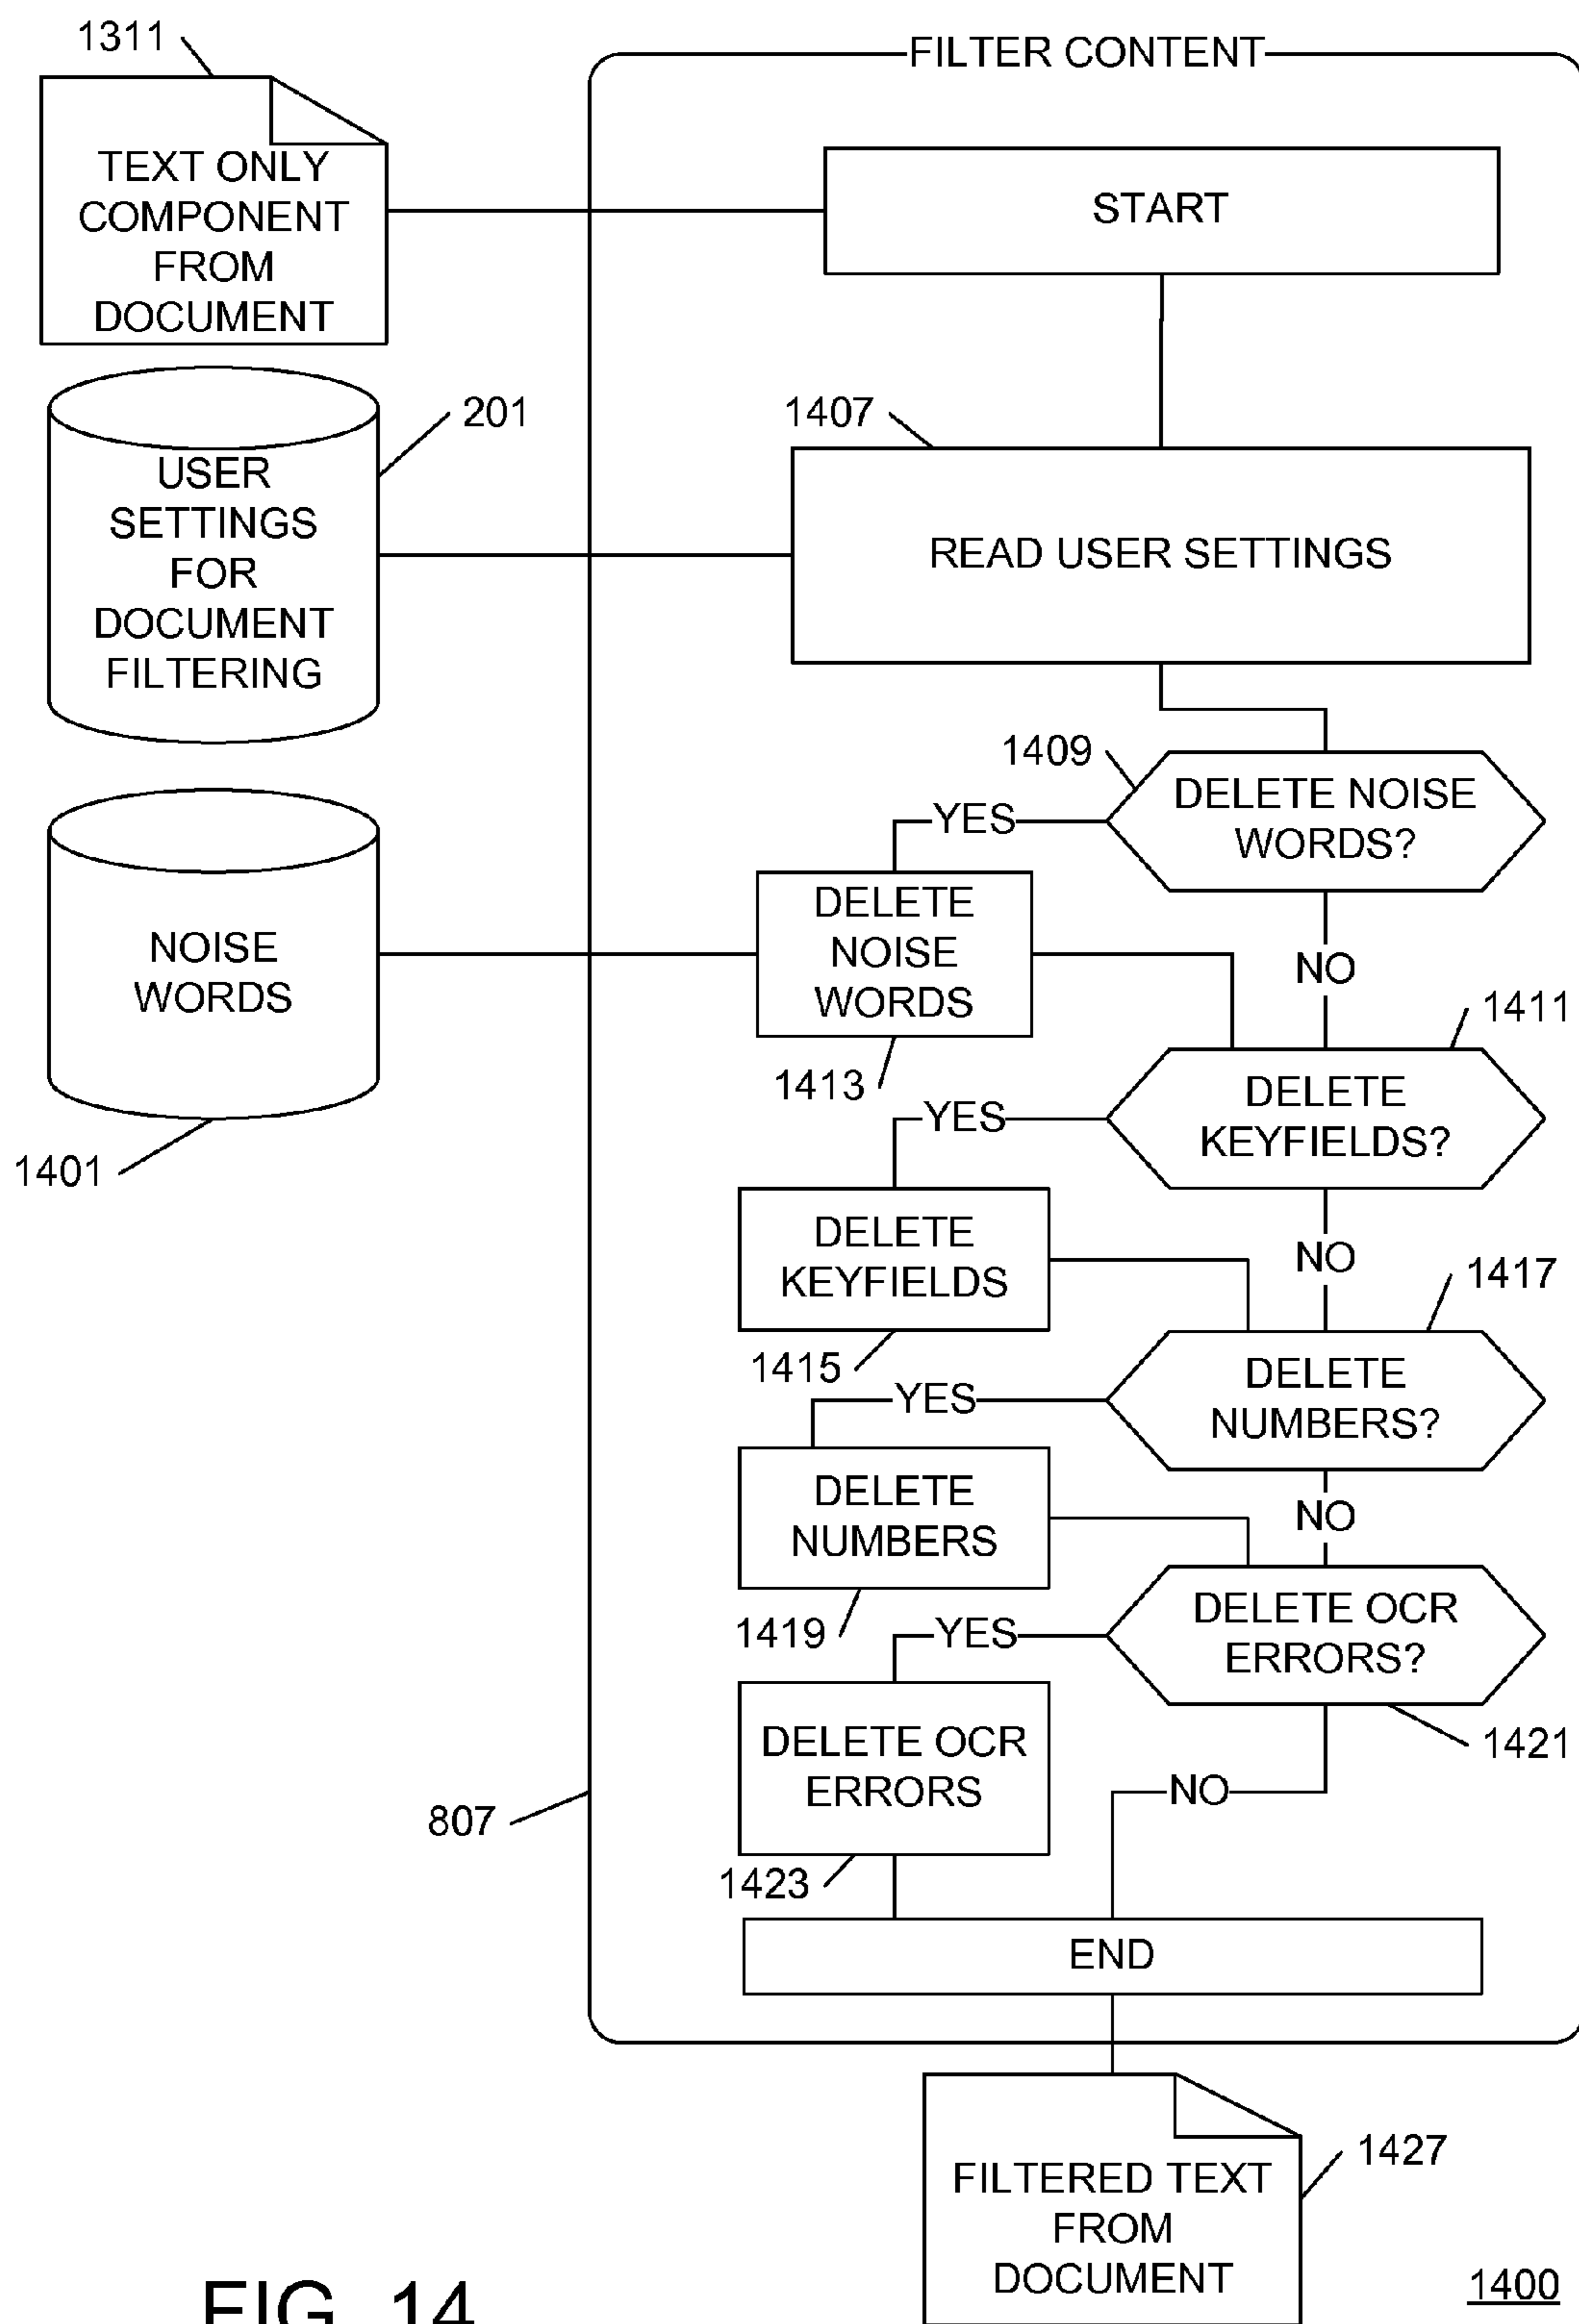 1311
FILTER CONTENT
TEXT ONLY
COMPONENT
FROM
DOCUMENT
START
201
1407
USER
SETTINGS
FOR
DOCUMENT
FILTERING
READ USER SETTINGS
1409
DELETE NOISE
WORDS?
YES
NOISE
WORDS
DELETE
NOISE
WORDS
NO
1411
1413
1401
DELETE
KEYFIELDS?
YES
DELETE
KEYFIELDS
NO
1417
1415
DELETE
NUMBERS?
YES
DELETE
NUMBERS
NO
1419
DELETE OCR
ERRORS?
YES
1421
DELETE OCR
ERRORS
NO
807
1423
END
1427
FILTERED TEXT
FROM
DOCUMENT
1400
FIG. 14